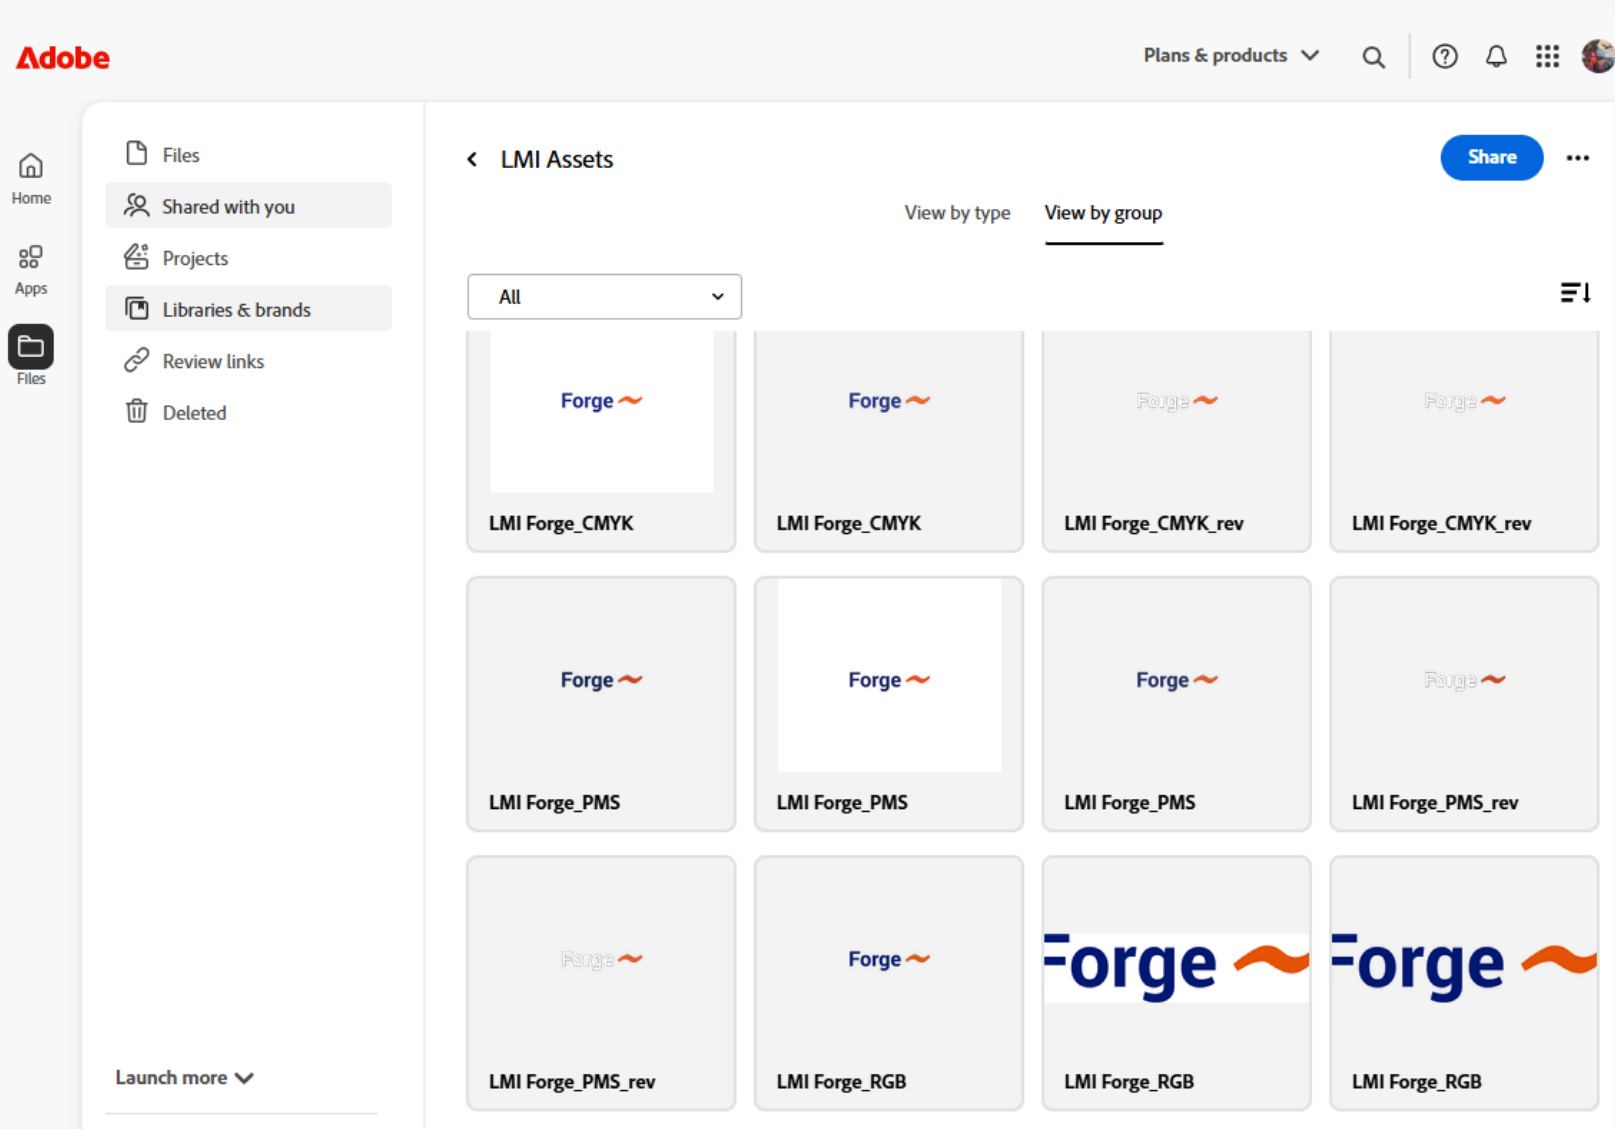 Adobe
Plans & products
Home
Apps
Files
Files
Shared with you
Projects
Libraries & brands
Review links
Deleted
Launch more
LMI Assets
Share
View by type
View by group
All
Forge
LMI Forge_CMYK
Forge
LMI Forge_CMYK
Forge
LMI Forge_CMYK_rev
Forge
LMI Forge_CMYK_rev
Forge
LMI Forge_PMS
Forge
LMI Forge_PMS
Forge
LMI Forge_PMS
Forge
LMI Forge_PMS_rev
Forge
LMI Forge_PMS_rev
Forge
LMI Forge_RGB
Forge
LMI Forge_RGB
Forge
LMI Forge_RGB